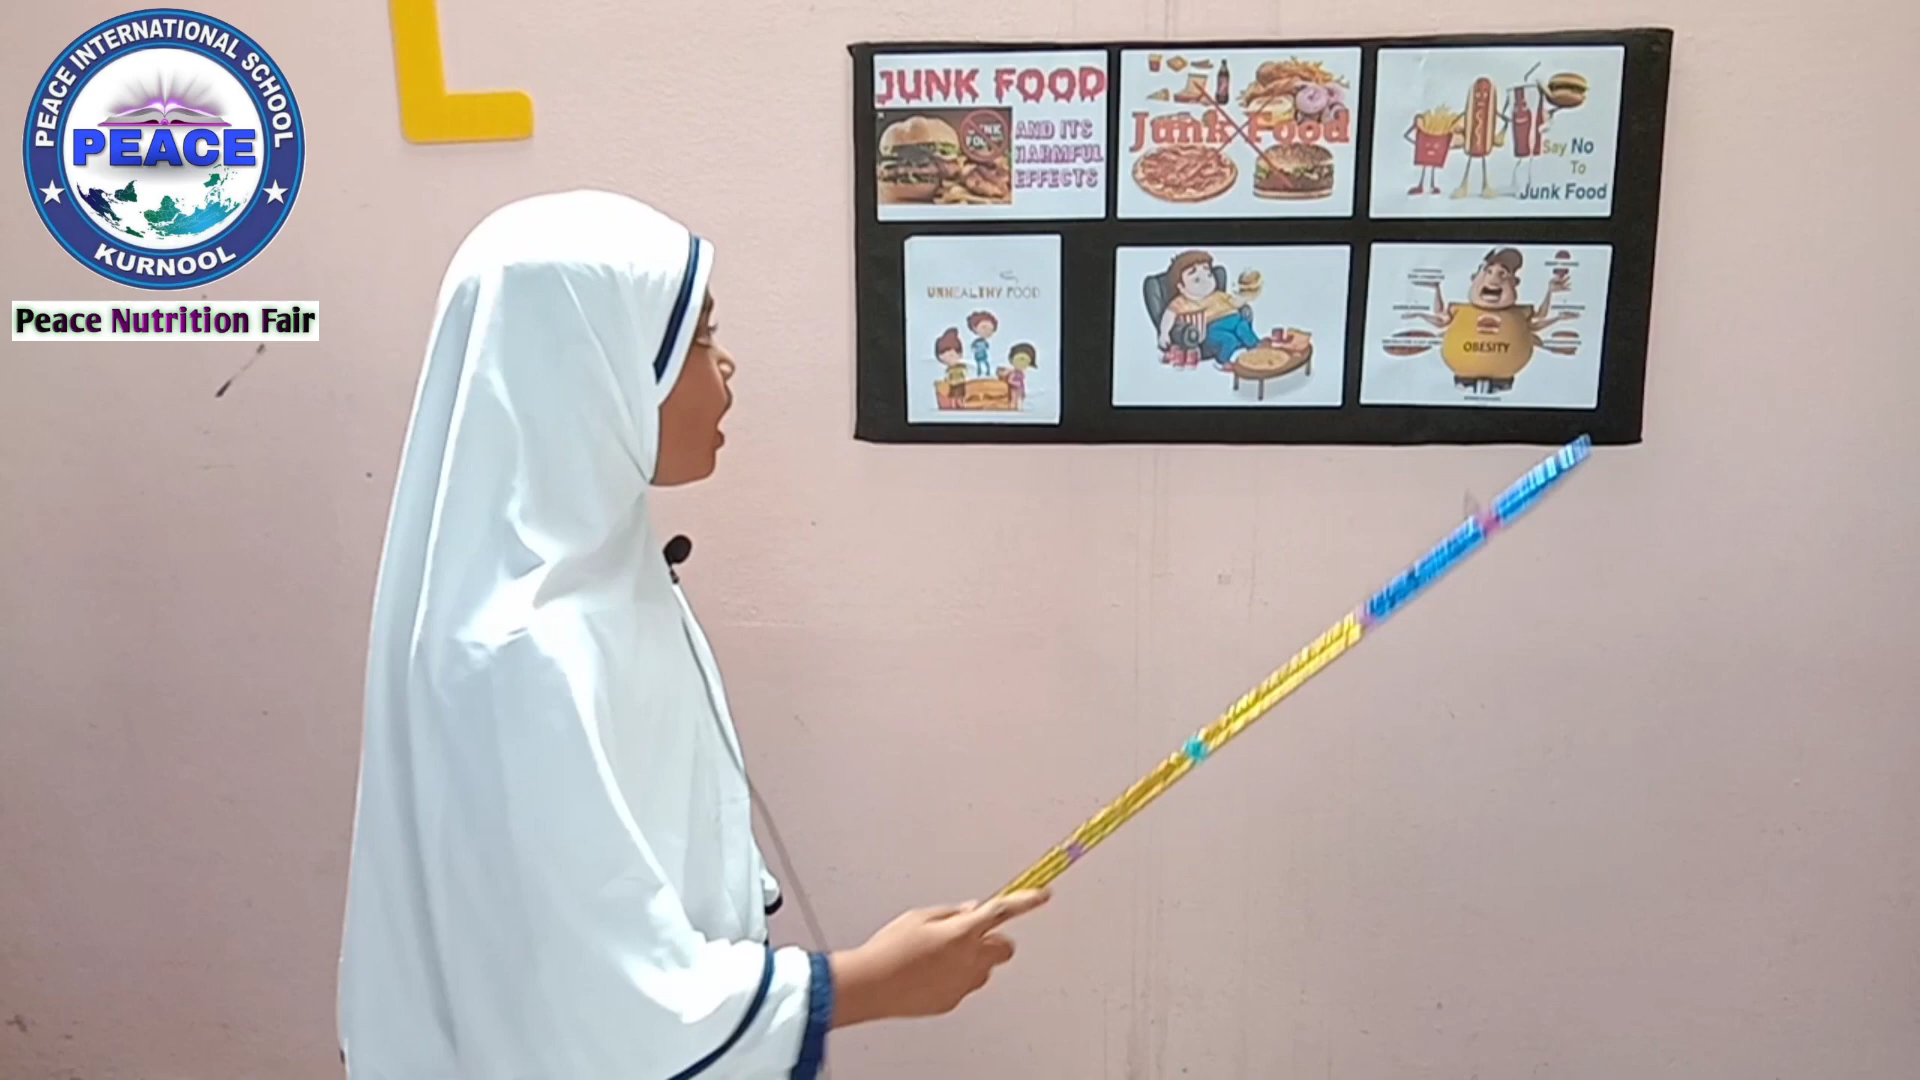 PEACE INTERNATIONAL SCHOOL
PEACE
KURNOOL
Peace Nutrition Fair
JUNK FOOD
AND ITS
HARMFUL
EFFECTS
Junk Food
Say No
To
Junk Food
UNHEALTHY FOOD
OBESITY